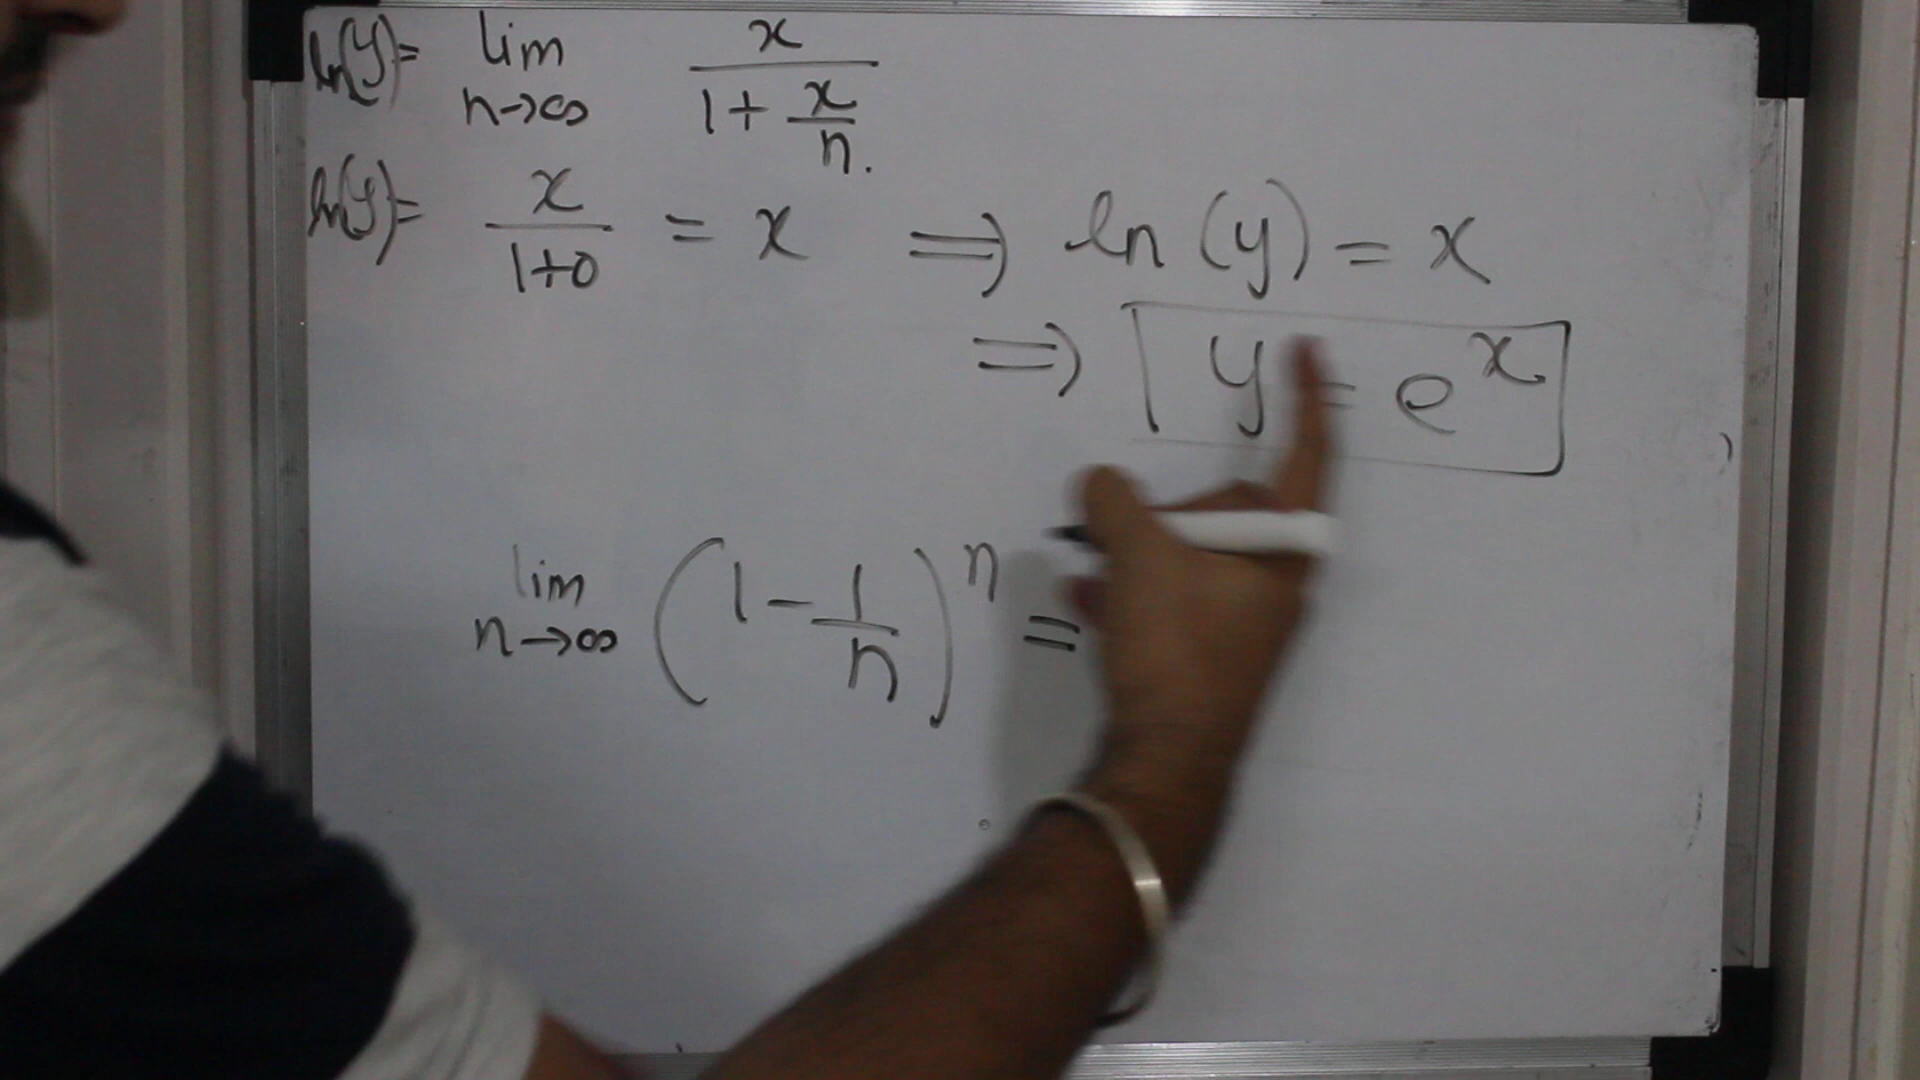 ln(y)= lim n→∞ x / (1 + x/n).
ln(y)= x / (1+0) = x ⇒ ln (y) = x
⇒ y = e^x
lim n→∞ (1 - 1/n)^n =